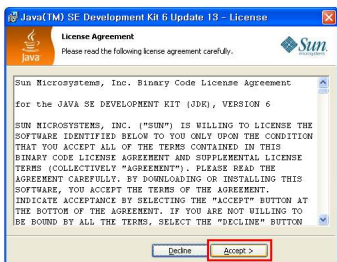 Java(TM) SE Development Kit 6 Update 13 - License
License Agreement
Please read the following license agreement carefully.
Java
Sun
microsystems
Sun Microsystems, Inc. Binary Code License Agreement
for the JAVA SE DEVELOPMENT KIT (JDK), VERSION 6
SUN MICROSYSTEMS, INC. ("SUN") IS WILLING TO LICENSE THE
SOFTWARE IDENTIFIED BELOW TO YOU ONLY UPON THE CONDITION
THAT YOU ACCEPT ALL OF THE TERMS CONTAINED IN THIS
BINARY CODE LICENSE AGREEMENT AND SUPPLEMENTAL LICENSE
TERMS (COLLECTIVELY "AGREEMENT"). PLEASE READ THE
AGREEMENT CAREFULLY. BY DOWNLOADING OR INSTALLING THIS
SOFTWARE, YOU ACCEPT THE TERMS OF THE AGREEMENT.
INDICATE ACCEPTANCE BY SELECTING THE "ACCEPT" BUTTON AT
THE BOTTOM OF THE AGREEMENT. IF YOU ARE NOT WILLING TO
BE BOUND BY ALL THE TERMS, SELECT THE "DECLINE" BUTTON
Decline
Accept >